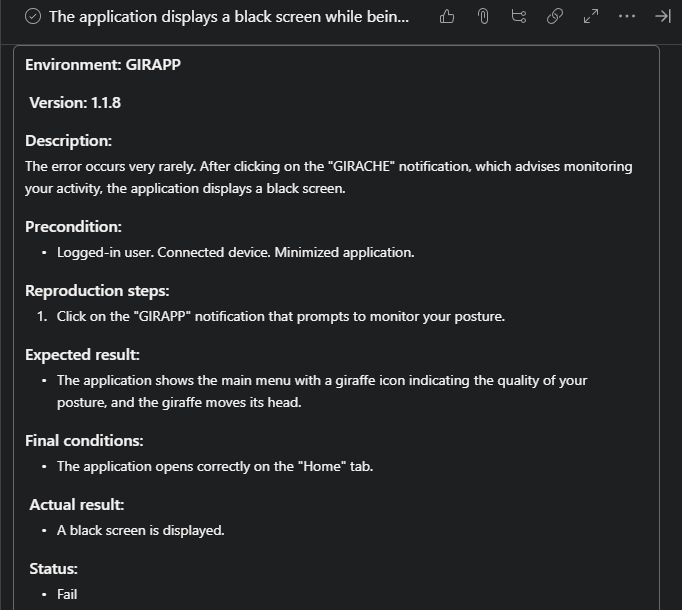 The application displays a black screen while bein...
Environment: GIRAPP
Version: 1.1.8
Description:
The error occurs very rarely. After clicking on the "GIRACHE" notification, which advises monitoring
your activity, the application displays a black screen.
Precondition:
• Logged-in user. Connected device. Minimized application.
Reproduction steps:
1. Click on the "GIRAPP" notification that prompts to monitor your posture.
Expected result:
• The application shows the main menu with a giraffe icon indicating the quality of your
posture, and the giraffe moves its head.
Final conditions:
• The application opens correctly on the "Home" tab.
Actual result:
• A black screen is displayed.
Status:
• Fail